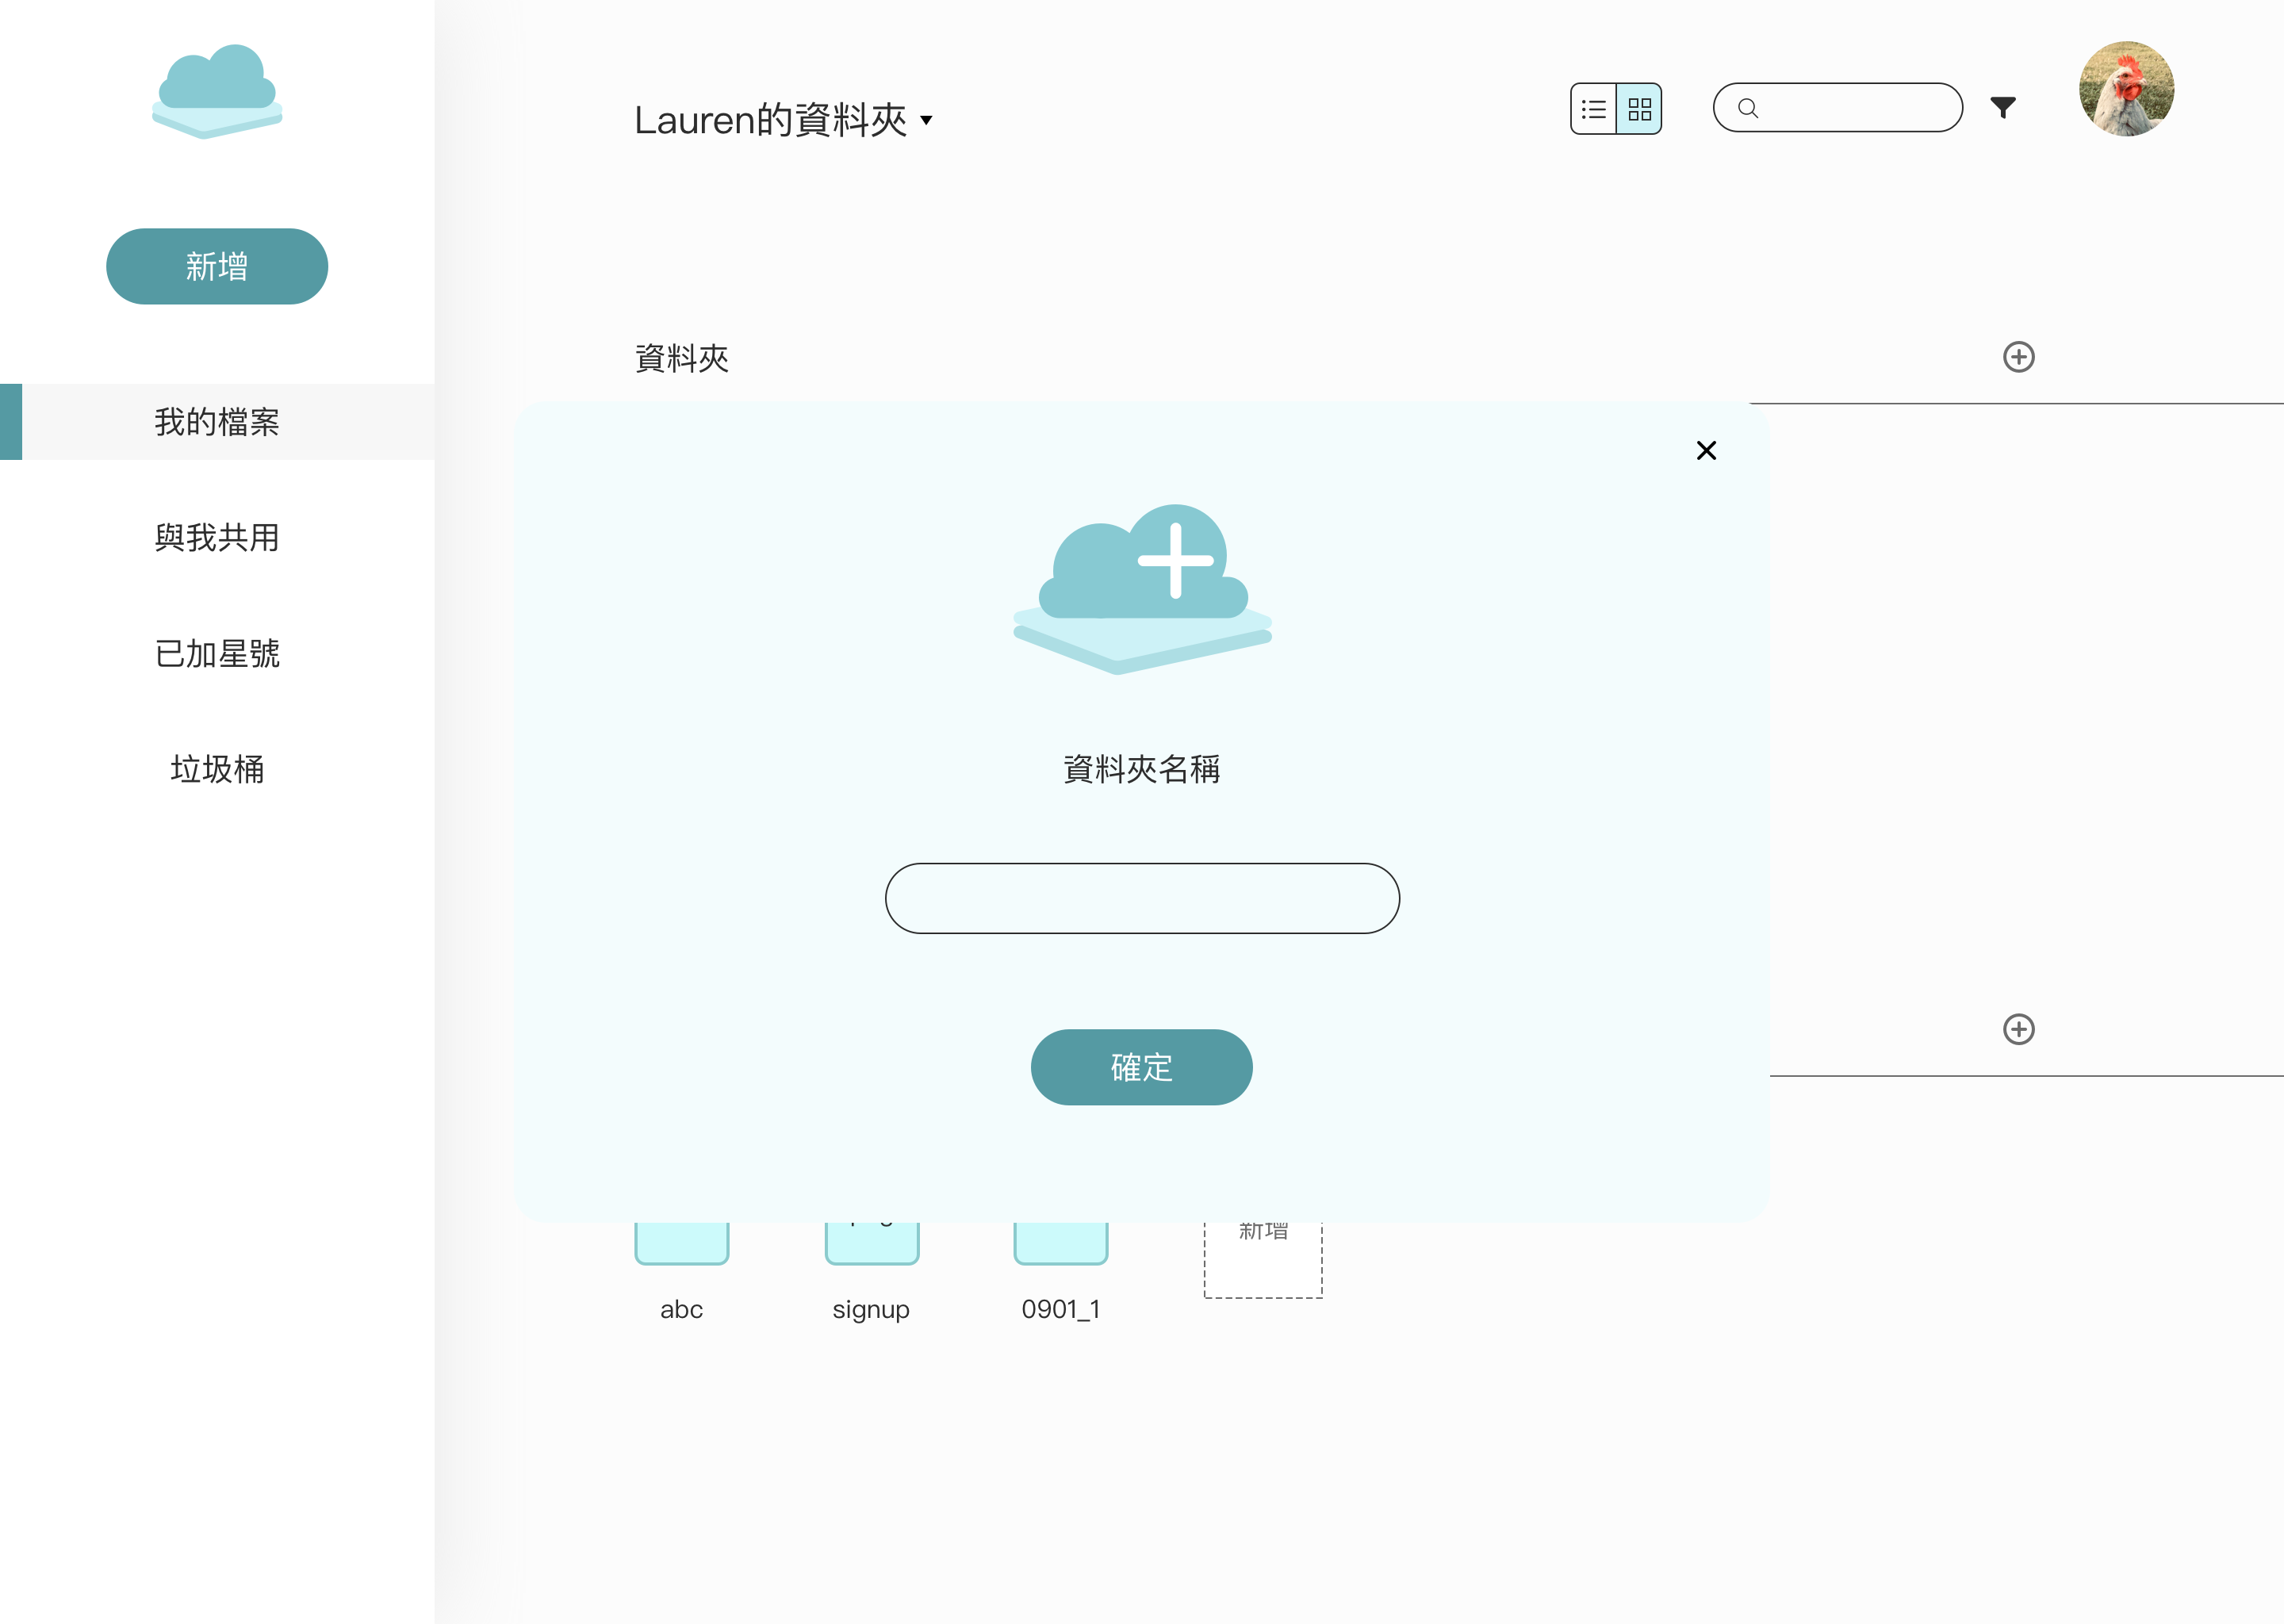 Lauren的資料夾
新增
資料夾
我的檔案
與我共用
已加星號
垃圾桶
資料夾名稱
確定
新增
abc
signup
0901_1